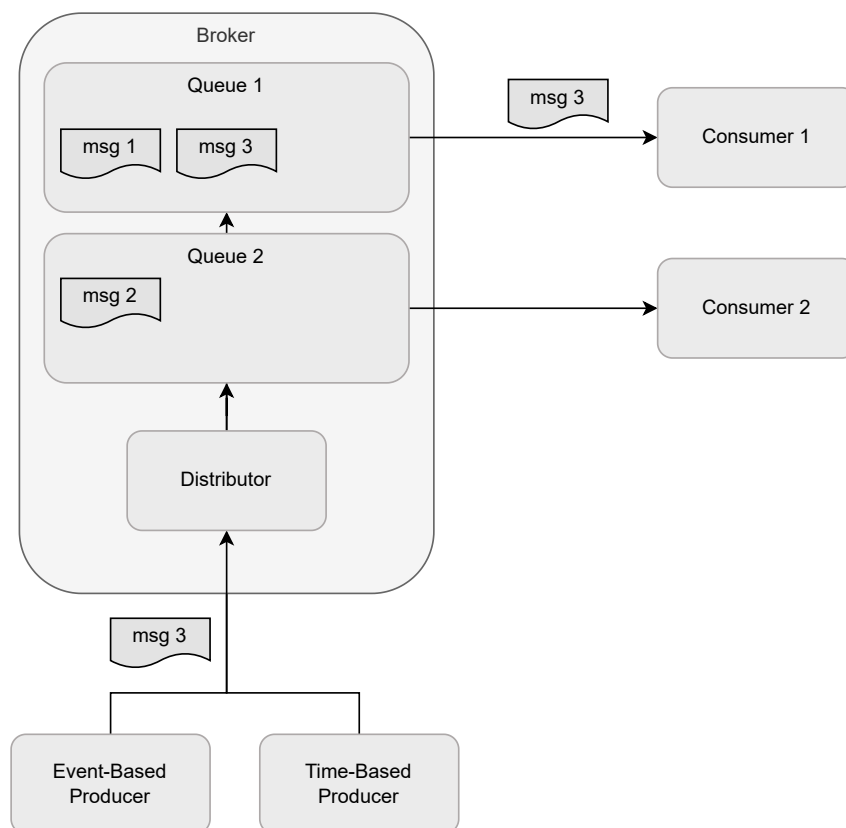 Broker
Queue 1
msg 1
msg 3
msg 3
Consumer 1
Queue 2
msg 2
Consumer 2
Distributor
msg 3
Event-Based
Producer
Time-Based
Producer